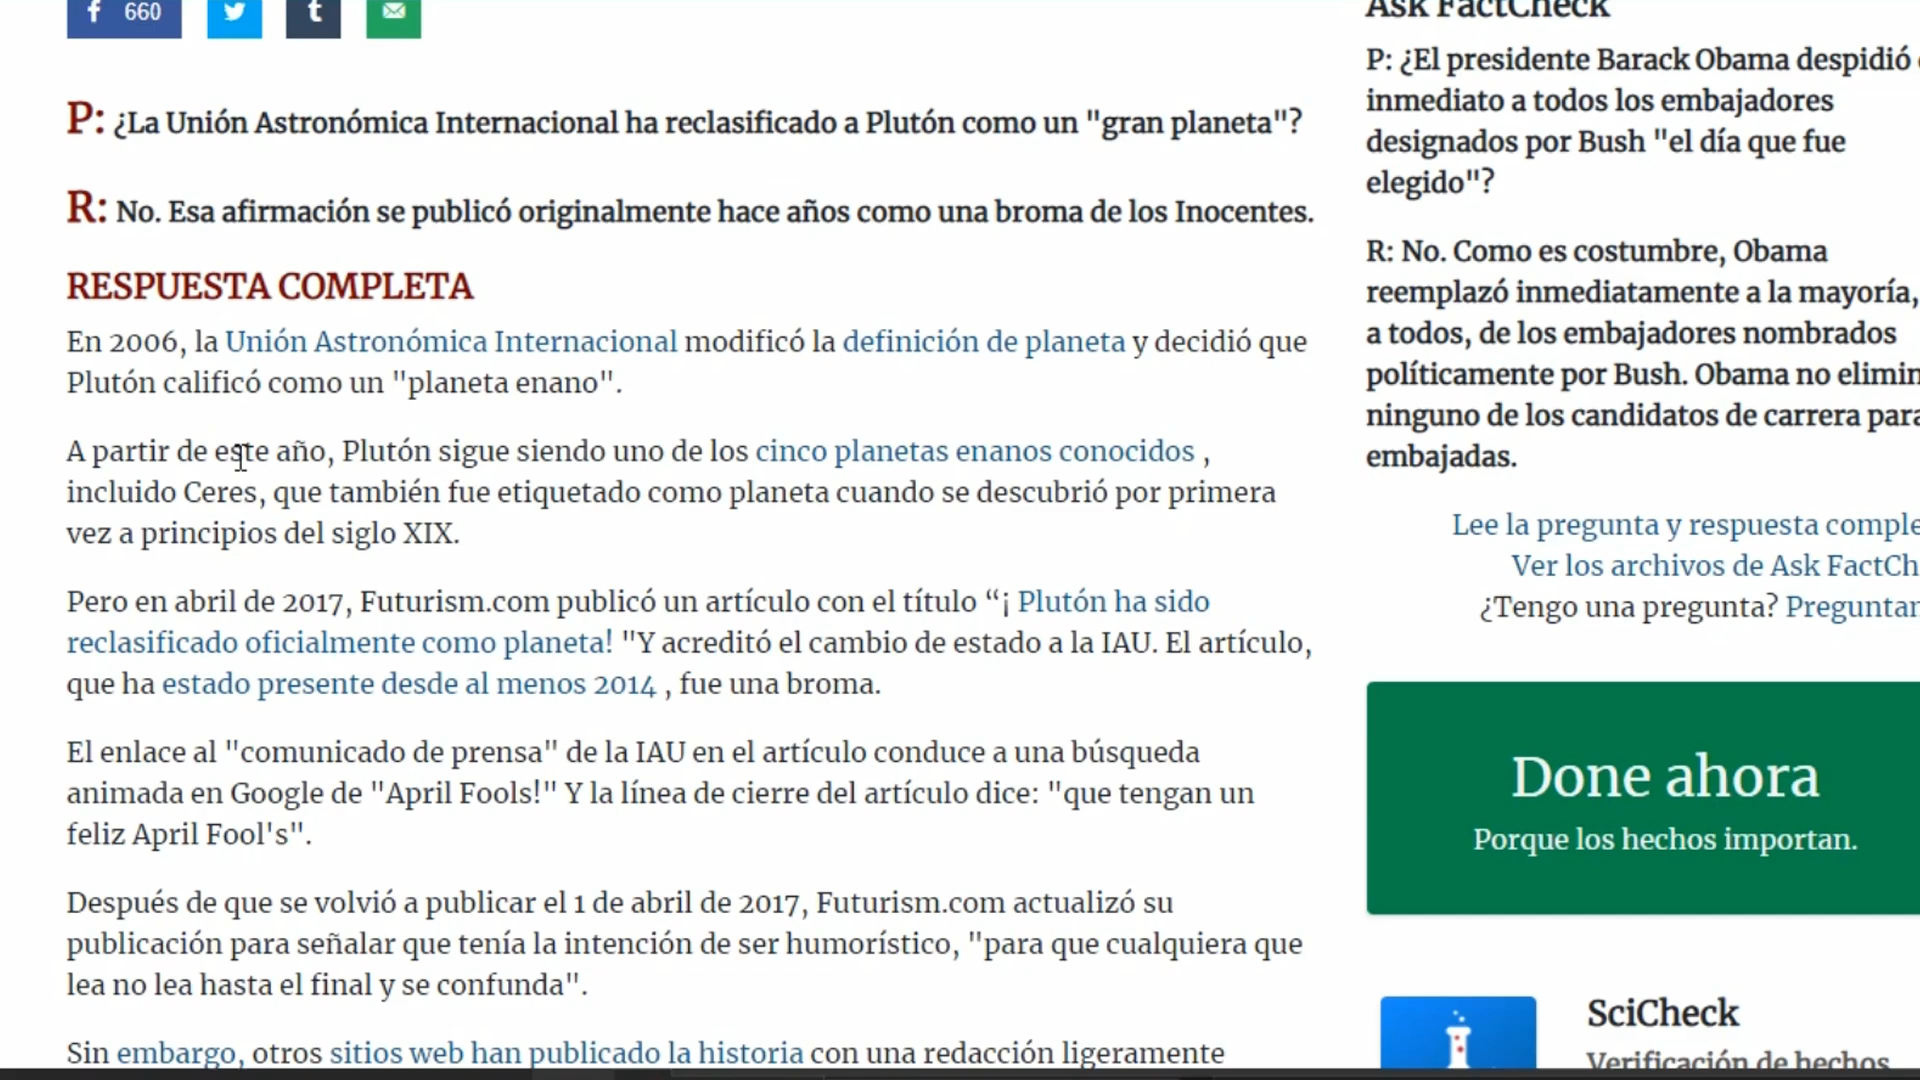 f 660
t
P: ¿La Unión Astronómica Internacional ha reclasificado a Plutón como un "gran planeta"?
R: No. Esa afirmación se publicó originalmente hace años como una broma de los Inocentes.
RESPUESTA COMPLETA
En 2006, la Unión Astronómica Internacional modificó la definición de planeta y decidió que
Plutón calificó como un "planeta enano".
A partir de este año, Plutón sigue siendo uno de los cinco planetas enanos conocidos ,
incluido Ceres, que también fue etiquetado como planeta cuando se descubrió por primera
vez a principios del siglo XIX.
Pero en abril de 2017, Futurism.com publicó un artículo con el título “¡ Plutón ha sido
reclasificado oficialmente como planeta! "Y acreditó el cambio de estado a la IAU. El artículo,
que ha estado presente desde al menos 2014 , fue una broma.
El enlace al "comunicado de prensa" de la IAU en el artículo conduce a una búsqueda
animada en Google de "April Fools!" Y la línea de cierre del artículo dice: "que tengan un
feliz April Fool's".
Después de que se volvió a publicar el 1 de abril de 2017, Futurism.com actualizó su
publicación para señalar que tenía la intención de ser humorístico, "para que cualquiera que
lea no lea hasta el final y se confunda".
Sin embargo, otros sitios web han publicado la historia con una redacción ligeramente
Ask FactCheck
P: ¿El presidente Barack Obama despidió
inmediato a todos los embajadores
designados por Bush "el día que fue
elegido"?
R: No. Como es costumbre, Obama
reemplazó inmediatamente a la mayoría,
a todos, de los embajadores nombrados
políticamente por Bush. Obama no elimin
ninguno de los candidatos de carrera para
embajadas.
Lee la pregunta y respuesta comple
Ver los archivos de Ask FactCh
¿Tengo una pregunta? Preguntar
Done ahora
Porque los hechos importan.
SciCheck
Verificación de hechos